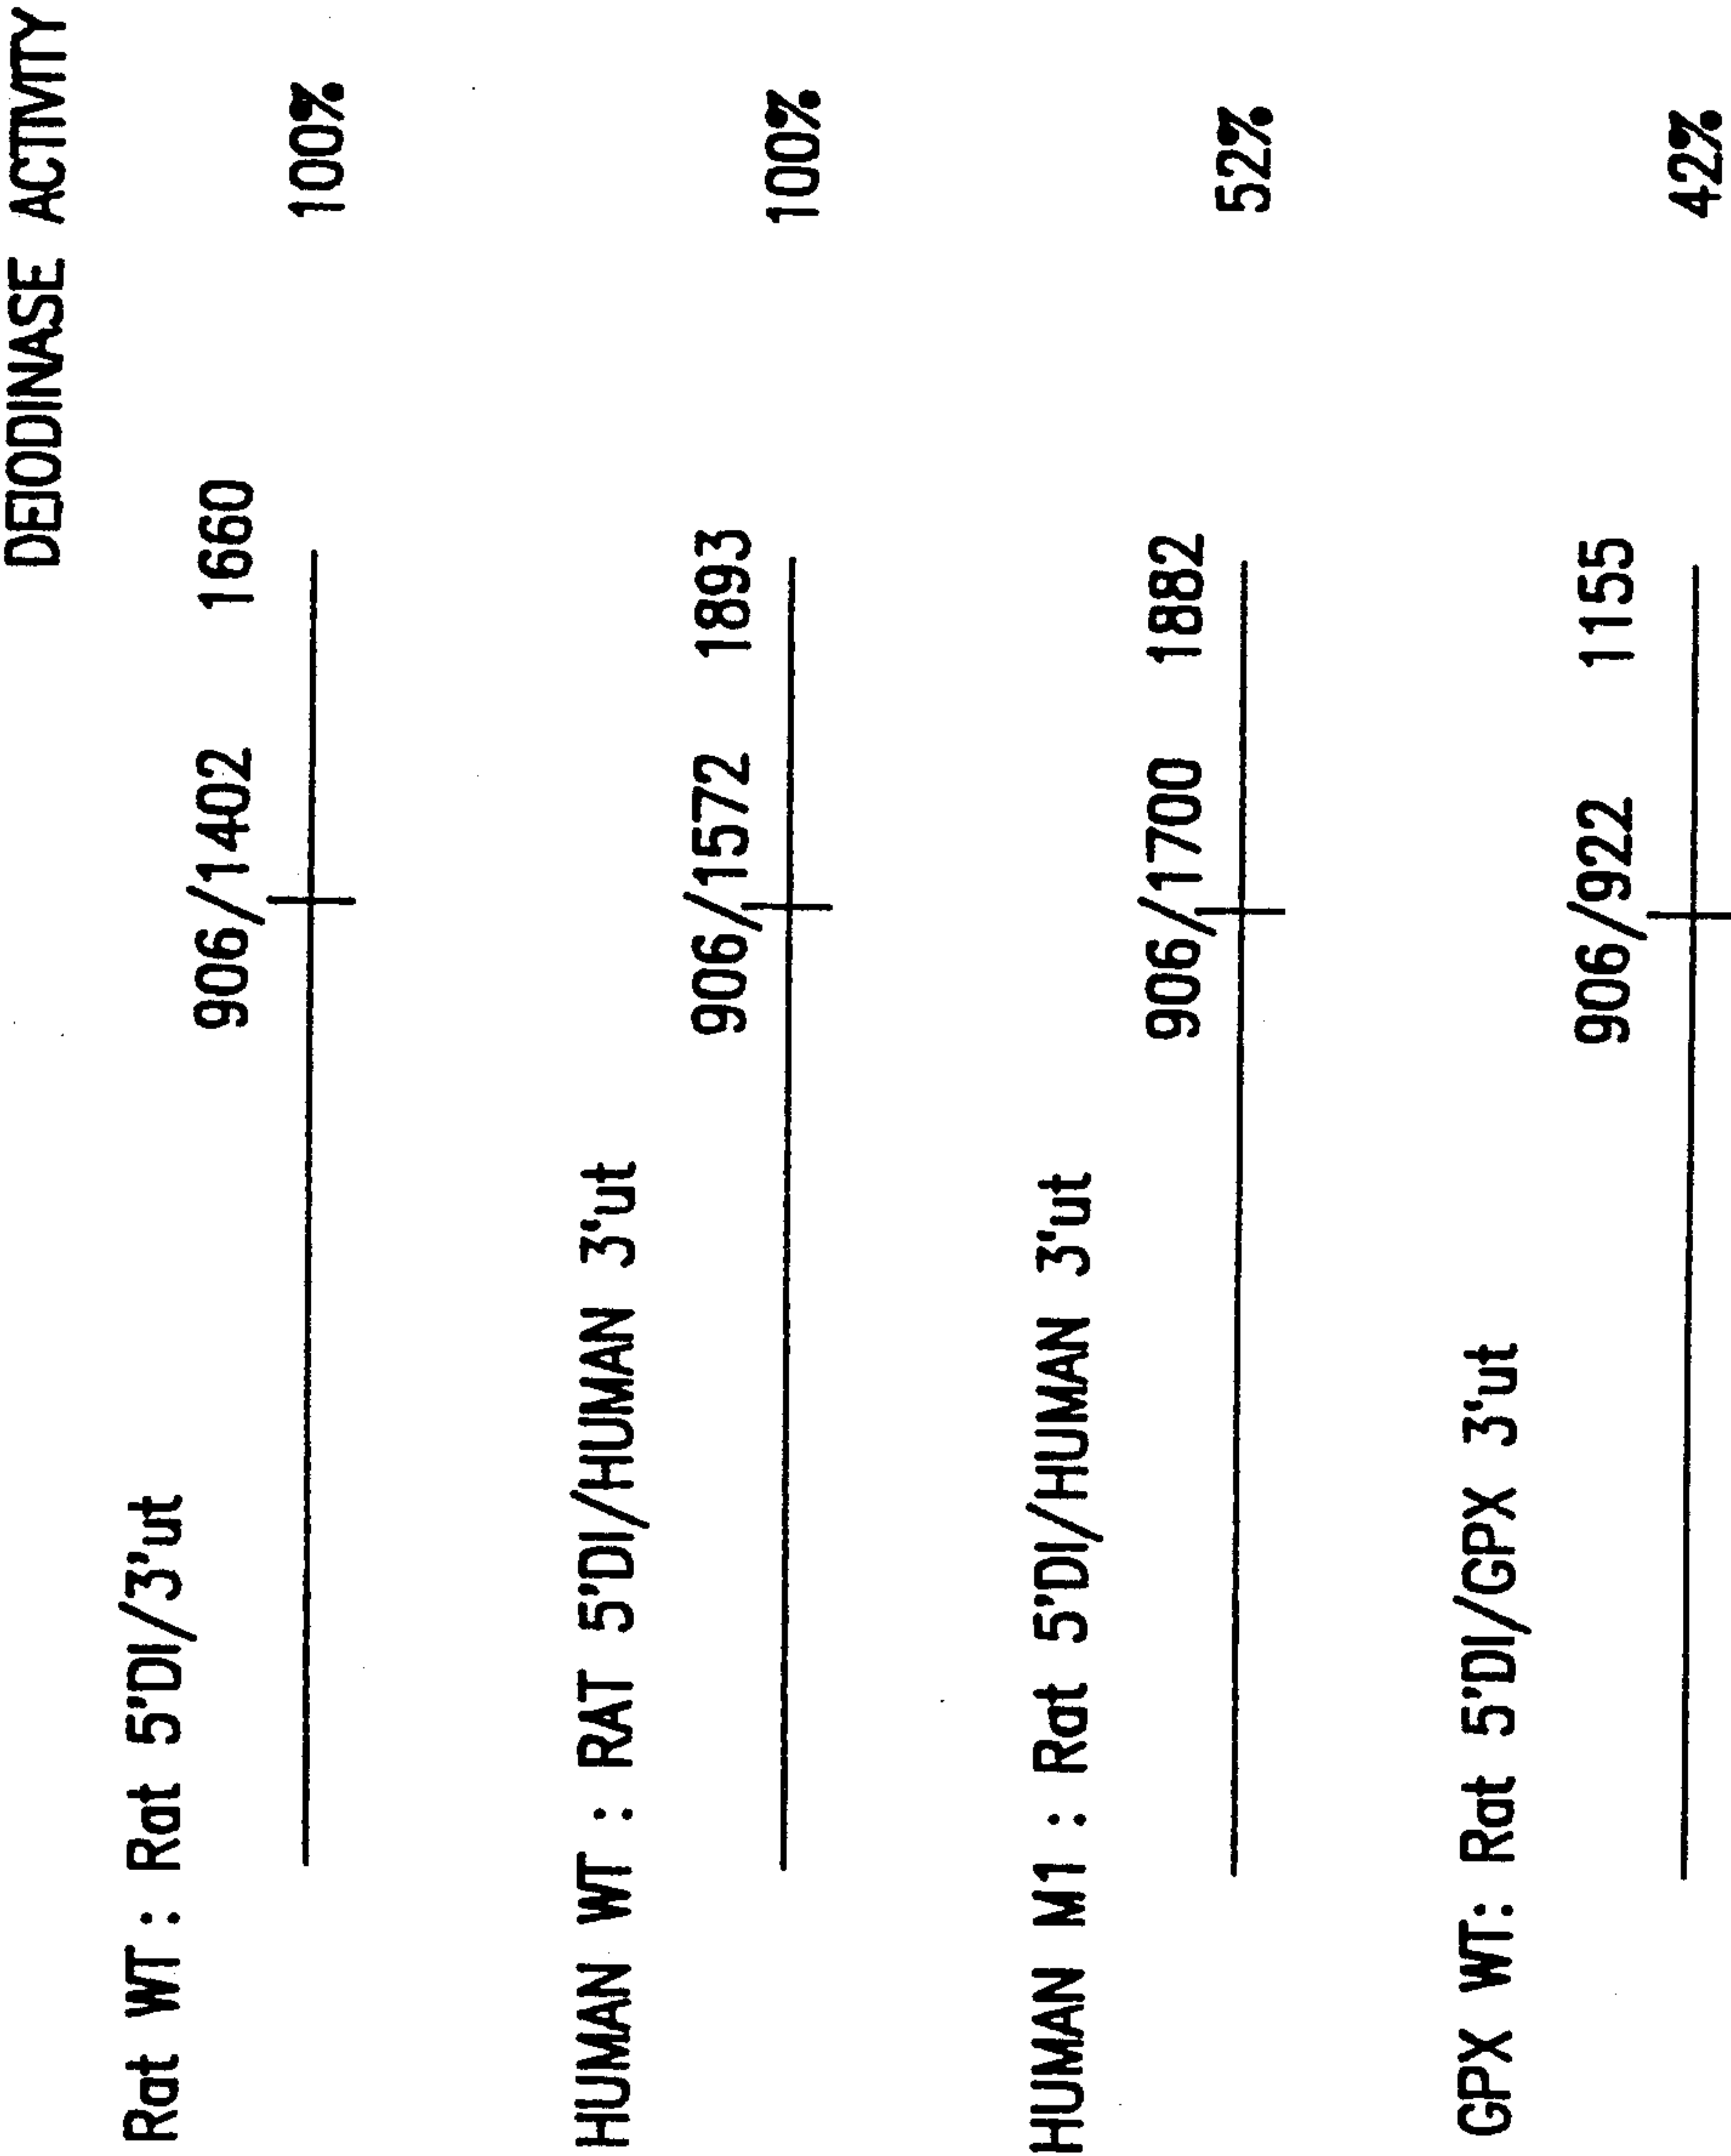 DEIODINASE ACTIVITY
Rat WT : Rat 5'DI/3'ut
906/1402 1660
100%
HUMAN WT : RAT 5'DI/HUMAN 3'ut
906/1572 1893
100%
HUMAN M1 : Rat 5'DI/HUMAN 3'ut
906/1700 1882
52%
GPX WT: Rat 5'DI/GPX 3'ut
906/922 1155
42%